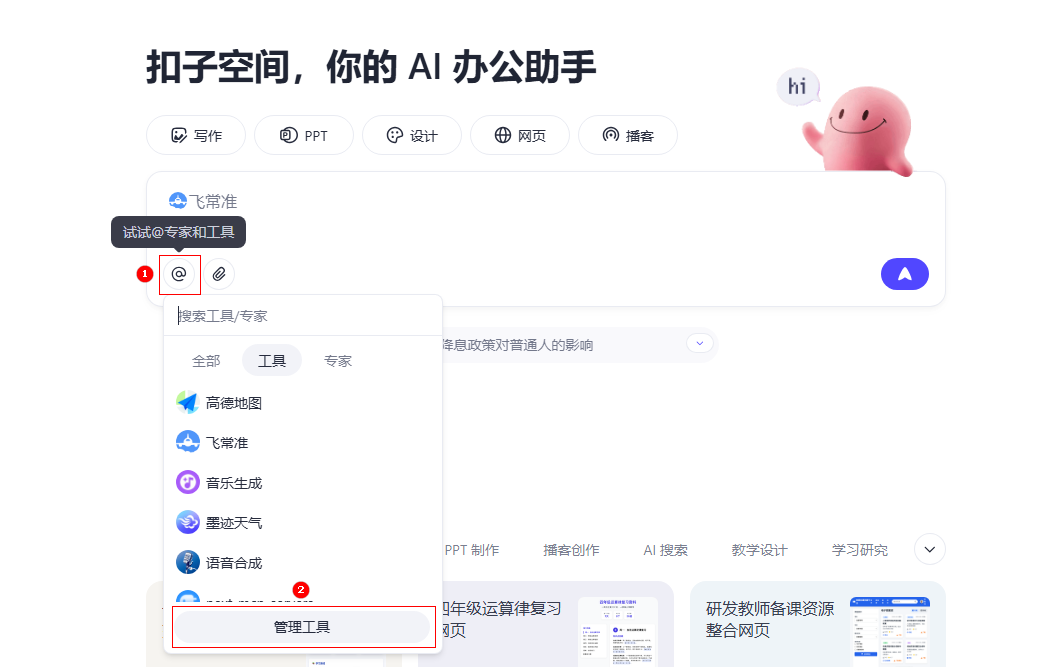 扣子空间，你的 AI 办公助手
hi
写作
PPT
设计
网页
播客
飞常准
试试@专家和工具
1
@
搜索工具/专家
降息政策对普通人的影响
全部
工具
专家
高德地图
飞常准
音乐生成
墨迹天气
语音合成
2
管理工具
PPT 制作
播客创作
AI 搜索
教学设计
学习研究
四年级运算律复习
网页
研发教师备课资源
整合网页